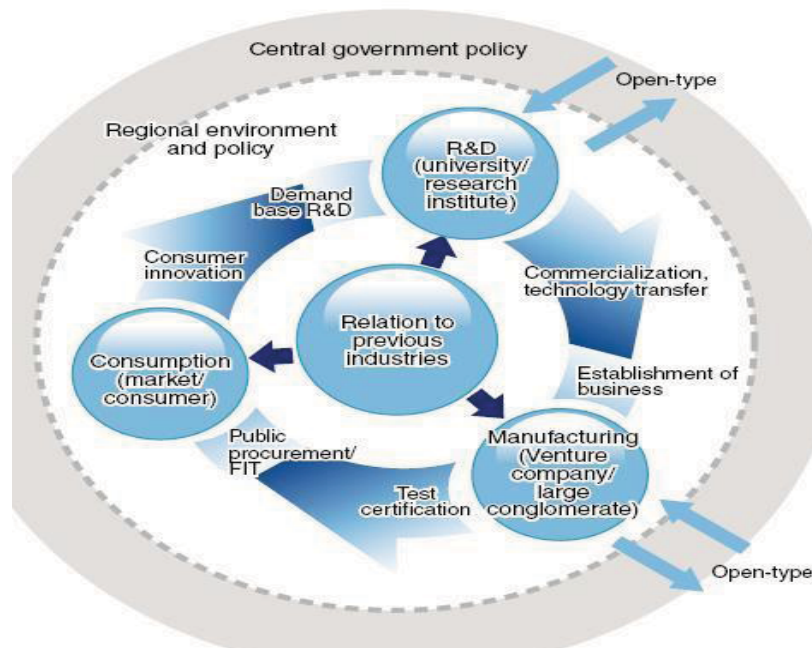 Central government policy
Open-type
Regional environment
and policy
R&D
(university/
research
institute)
Demand
base R&D
Consumer
innovation
Commercialization,
technology transfer
Relation to
previous
industries
Consumption
(market/
consumer)
Establishment of
business
Public
procurement/
FIT
Manufacturing
(Venture
company/
large
conglomerate)
Test
certification
Open-type